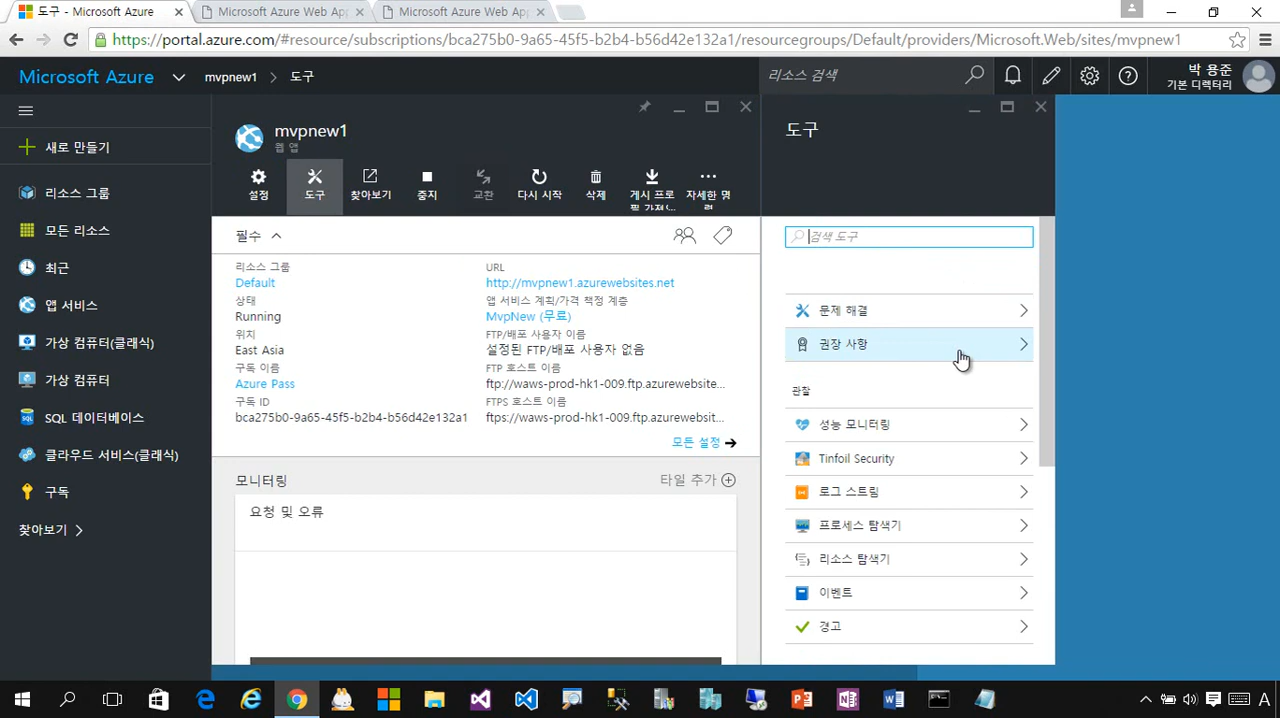 도구 - Microsoft Azure
Microsoft Azure Web App
Microsoft Azure Web App
https://portal.azure.com/#resource/subscriptions/bca275b0-9a65-45f5-b2b4-b56d42e132a1/resourcegroups/Default/providers/Microsoft.Web/sites/mvpnew1
Microsoft Azure
mvpnew1
도구
리소스 검색
박 용준
기본 디렉터리
새로 만들기
리소스 그룹
모든 리소스
최근
앱 서비스
가상 컴퓨터(클래식)
가상 컴퓨터
SQL 데이터베이스
클라우드 서비스(클래식)
구독
찾아보기
mvpnew1
웹 앱
설정
도구
찾아보기
중지
교환
다시 시작
삭제
게시 프로
필 가져오...
자세한 명
령
필수
리소스 그룹
Default
상태
Running
위치
East Asia
구독 이름
Azure Pass
구독 ID
bca275b0-9a65-45f5-b2b4-b56d42e132a1
URL
http://mvpnew1.azurewebsites.net
앱 서비스 계획/가격 책정 계층
MvpNew (무료)
FTP/배포 사용자 이름
설정된 FTP/배포 사용자 없음
FTP 호스트 이름
ftp://waws-prod-hk1-009.ftp.azurewebsite...
FTPS 호스트 이름
ftps://waws-prod-hk1-009.ftp.azurewebsit...
모든 설정
모니터링
타일 추가
요청 및 오류
도구
검색 도구
문제 해결
권장 사항
관찰
성능 모니터링
Tinfoil Security
로그 스트림
프로세스 탐색기
리소스 탐색기
이벤트
경고
A